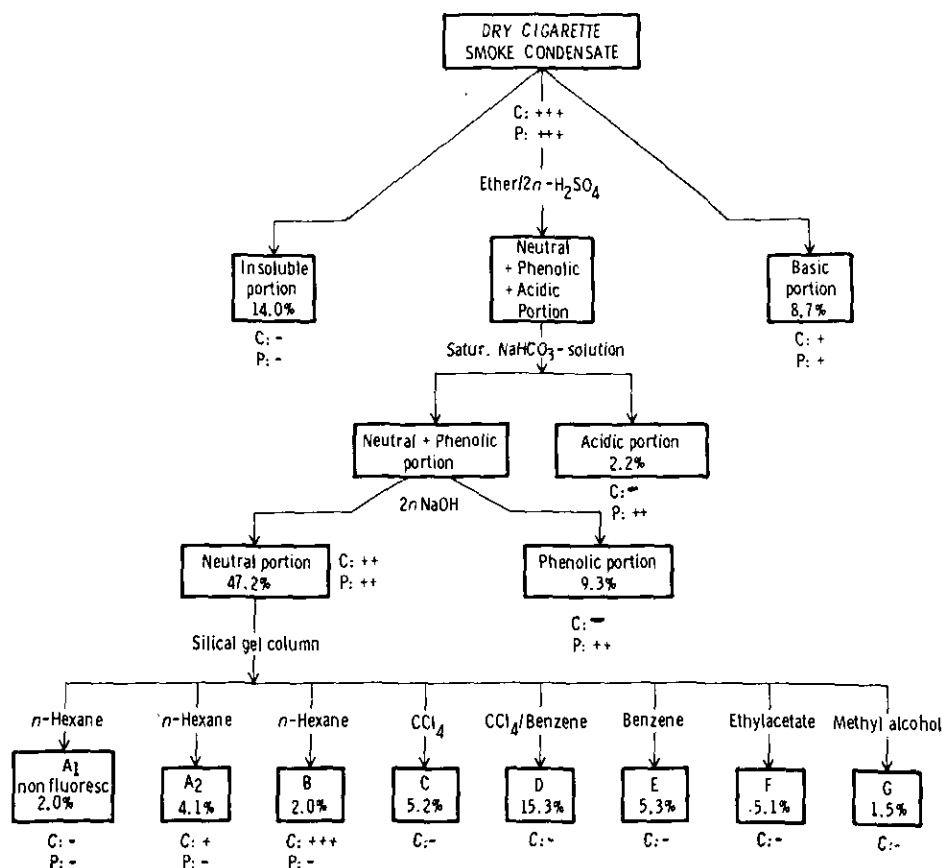 DRY CIGARETTE
SMOKE CONDENSATE
C: +++
P: +++
Ether/2n-H₂SO₄
Insoluble
portion
14.0%
C: -
P: -
Neutral
+ Phenolic
+ Acidic
Portion
Basic
portion
8.7%
C: +
P: +
Satur. NaHCO₃-solution
Neutral + Phenolic
portion
Acidic portion
2.2%
C: -
P: ++
2n NaOH
Neutral portion
47.2%
C: ++
P: ++
Phenolic portion
9.3%
C: -
P: ++
Silical gel column
n-Hexane
n-Hexane
n-Hexane
CCl₄
CCl₄/Benzene
Benzene
Ethylacetate
Methyl alcohol
A₁
non fluoresc
2.0%
C: -
P: -
A₂
4.1%
C: +
P: -
B
2.0%
C: +++
P: -
C
5.2%
C:-
D
15.3%
C:-
E
5.3%
C: -
F
5.1%
C: -
G
1.5%
C:-